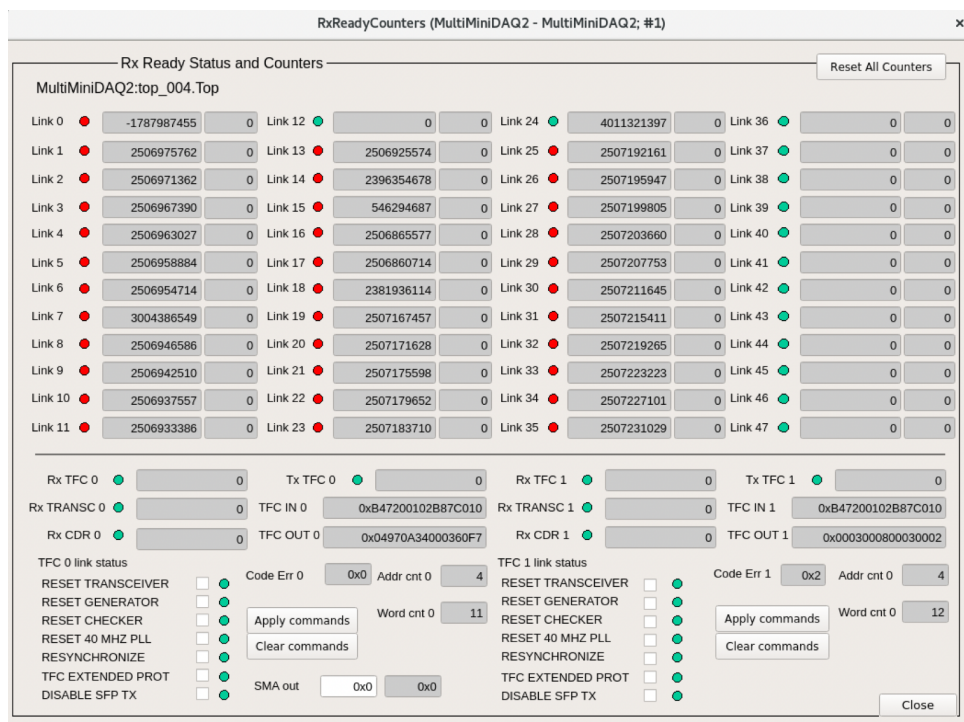 RxReadyCounters (MultiMiniDAQ2 - MultiMiniDAQ2; #1) ×
Rx Ready Status and Counters Reset All Counters
MultiMiniDAQ2:top_004.Top
Link 0 -1787987455 0 Link 12 0 0 Link 24 4011321397 0 Link 36 0 0
Link 1 2506975762 0 Link 13 2506925574 0 Link 25 2507192161 0 Link 37 0 0
Link 2 2506971362 0 Link 14 2396354678 0 Link 26 2507195947 0 Link 38 0 0
Link 3 2506967390 0 Link 15 546294687 0 Link 27 2507199805 0 Link 39 0 0
Link 4 2506963027 0 Link 16 2506865577 0 Link 28 2507203660 0 Link 40 0 0
Link 5 2506958884 0 Link 17 2506860714 0 Link 29 2507207753 0 Link 41 0 0
Link 6 2506954714 0 Link 18 2381936114 0 Link 30 2507211645 0 Link 42 0 0
Link 7 3004386549 0 Link 19 2507167457 0 Link 31 2507215411 0 Link 43 0 0
Link 8 2506946586 0 Link 20 2507171628 0 Link 32 2507219265 0 Link 44 0 0
Link 9 2506942510 0 Link 21 2507175598 0 Link 33 2507223223 0 Link 45 0 0
Link 10 2506937557 0 Link 22 2507179652 0 Link 34 2507227101 0 Link 46 0 0
Link 11 2506933386 0 Link 23 2507183710 0 Link 35 2507231029 0 Link 47 0 0
Rx TFC 0 0 Tx TFC 0 0 Rx TFC 1 0 Tx TFC 1 0
Rx TRANSC 0 0 TFC IN 0 0xB47200102B87C010 Rx TRANSC 1 0 TFC IN 1 0xB47200102B87C010
Rx CDR 0 0 TFC OUT 0 0x04970A34000360F7 Rx CDR 1 0 TFC OUT 1 0x0003000800030002
TFC 0 link status
RESET TRANSCEIVER
RESET GENERATOR
RESET CHECKER
RESET 40 MHZ PLL
RESYNCHRONIZE
TFC EXTENDED PROT
DISABLE SFP TX
Code Err 0 0x0 Addr cnt 0 4
Apply commands Word cnt 0 11
Clear commands
SMA out 0x0 0x0
TFC 1 link status
RESET TRANSCEIVER
RESET GENERATOR
RESET CHECKER
RESET 40 MHZ PLL
RESYNCHRONIZE
TFC EXTENDED PROT
DISABLE SFP TX
Code Err 1 0x2 Addr cnt 0 4
Apply commands Word cnt 0 12
Clear commands
Close